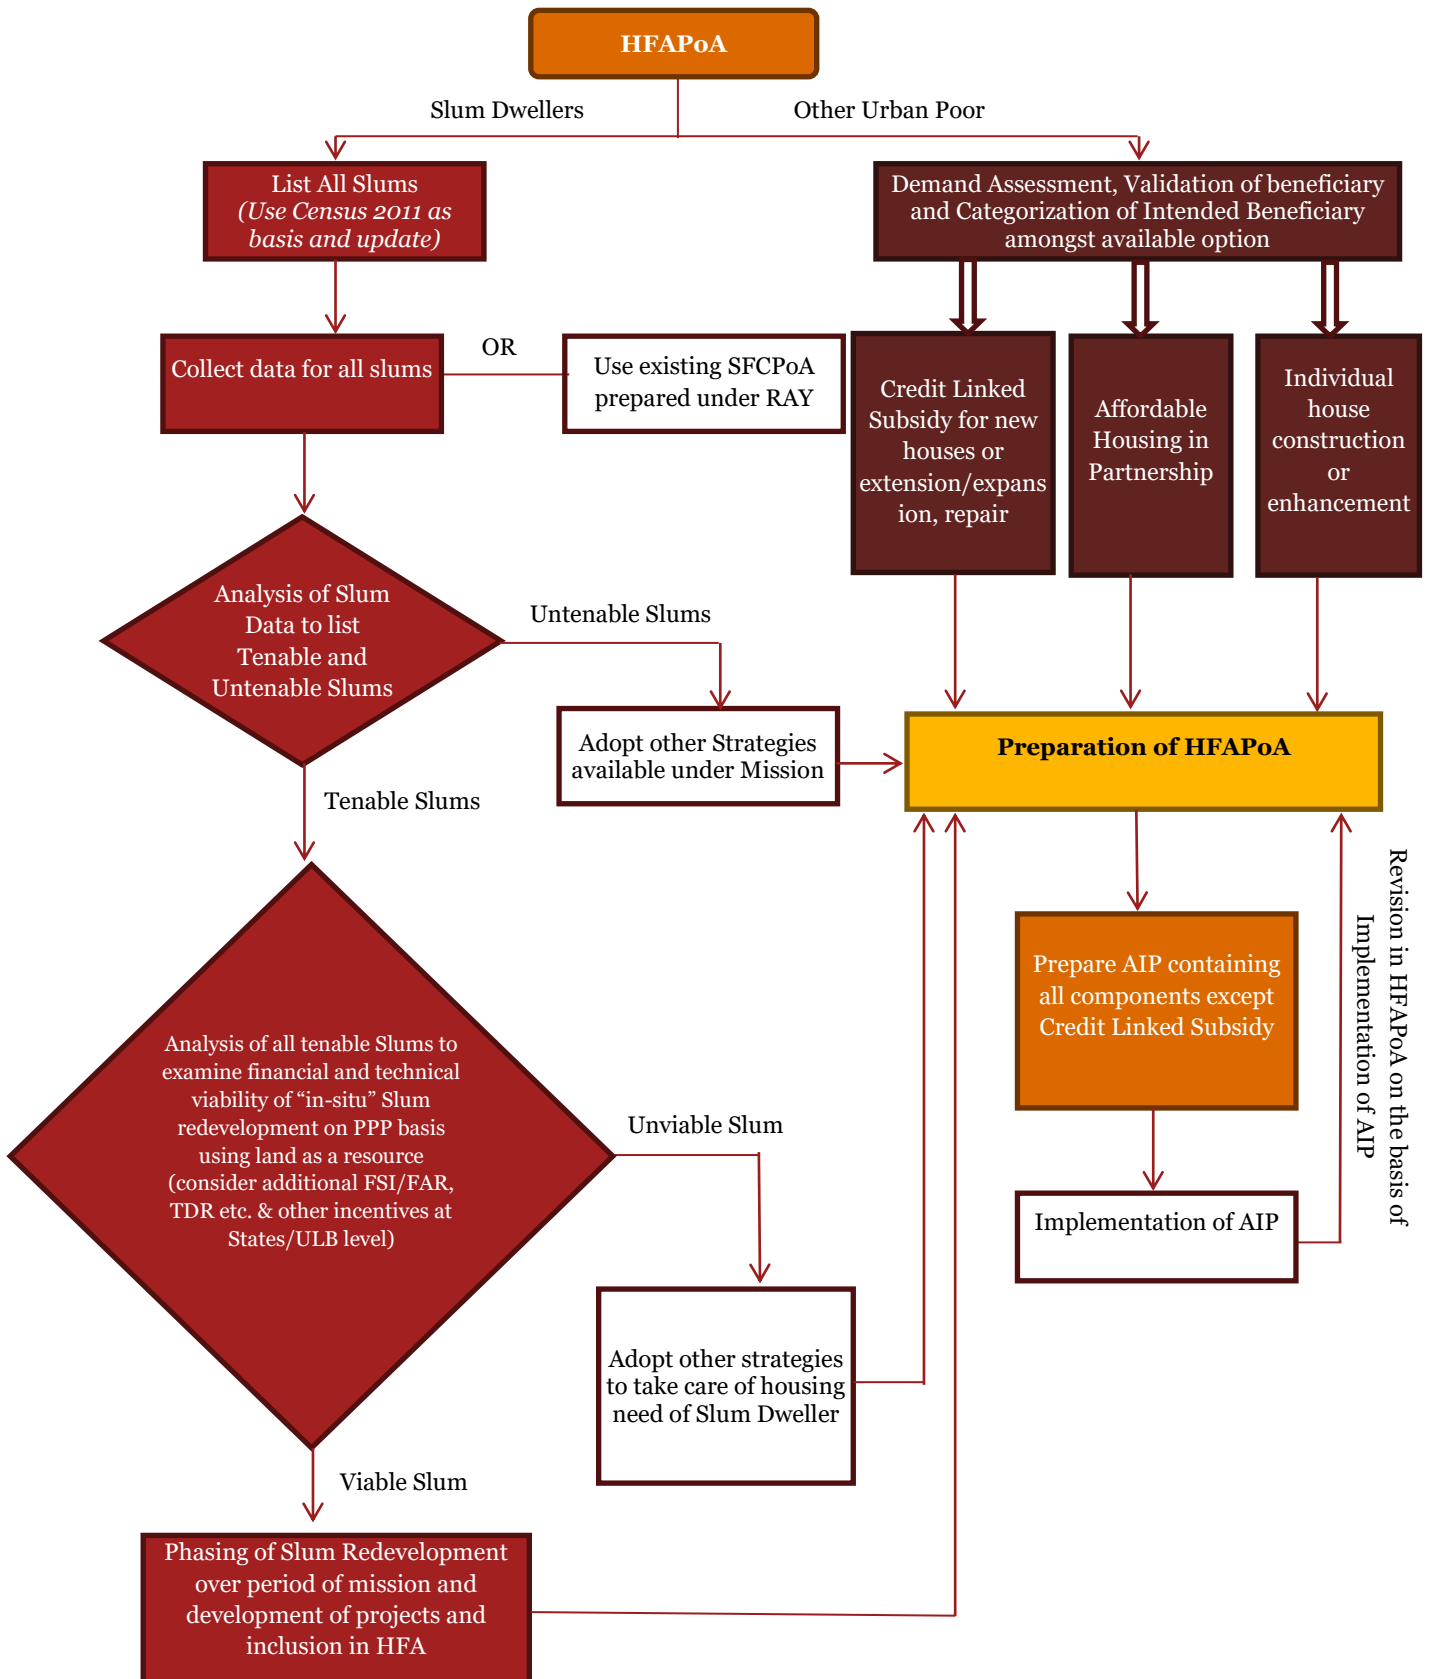 HFAPoA
Slum Dwellers
Other Urban Poor
List All Slums
(Use Census 2011 as
basis and update)
Demand Assessment, Validation of beneficiary
and Categorization of Intended Beneficiary
amongst available option
Collect data for all slums
OR
Use existing SFCPoA
prepared under RAY
Credit Linked
Subsidy for new
houses or
extension/expans
ion, repair
Affordable
Housing in
Partnership
Individual
house
construction
or
enhancement
Analysis of Slum
Data to list
Tenable and
Untenable Slums
Untenable Slums
Adopt other Strategies
available under Mission
Preparation of HFAPoA
Tenable Slums
Revision in HFAPoA on the basis of
Implementation of AIP
Prepare AIP containing
all components except
Credit Linked Subsidy
Analysis of all tenable Slums to
examine financial and technical
viability of “in-situ” Slum
redevelopment on PPP basis
using land as a resource
(consider additional FSI/FAR,
TDR etc. & other incentives at
States/ULB level)
Unviable Slum
Implementation of AIP
Adopt other strategies
to take care of housing
need of Slum Dweller
Viable Slum
Phasing of Slum Redevelopment
over period of mission and
development of projects and
inclusion in HFA